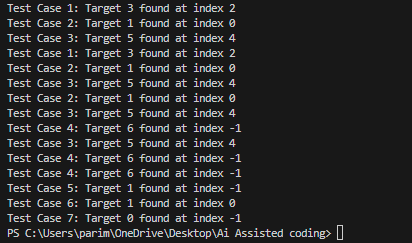 Test Case 1: Target 3 found at index 2
Test Case 2: Target 1 found at index 0
Test Case 3: Target 5 found at index 4
Test Case 1: Target 3 found at index 2
Test Case 2: Target 1 found at index 0
Test Case 3: Target 5 found at index 4
Test Case 2: Target 1 found at index 0
Test Case 3: Target 5 found at index 4
Test Case 4: Target 6 found at index -1
Test Case 3: Target 5 found at index 4
Test Case 4: Target 6 found at index -1
Test Case 4: Target 6 found at index -1
Test Case 5: Target 1 found at index -1
Test Case 6: Target 1 found at index 0
Test Case 7: Target 0 found at index -1
PS C:\Users\parim\OneDrive\Desktop\Ai Assisted coding>